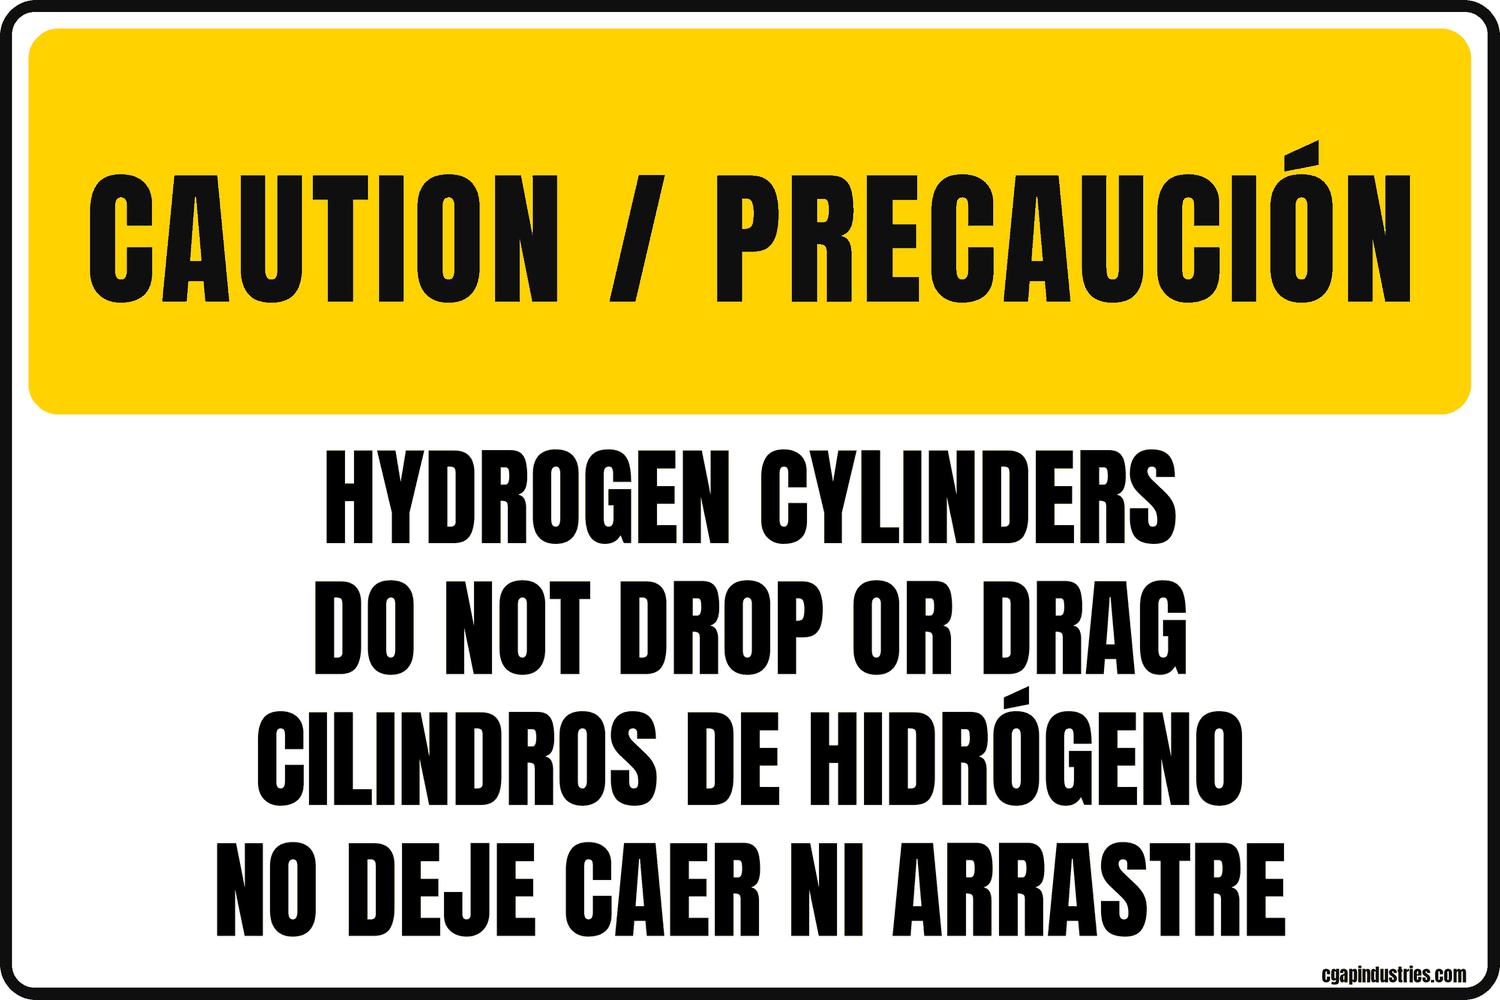 CAUTION / PRECAUCIÓN
HYDROGEN CYLINDERS
DO NOT DROP OR DRAG
CILINDROS DE HIDRÓGENO
NO DEJE CAER NI ARRASTRE
cgapindustries.com